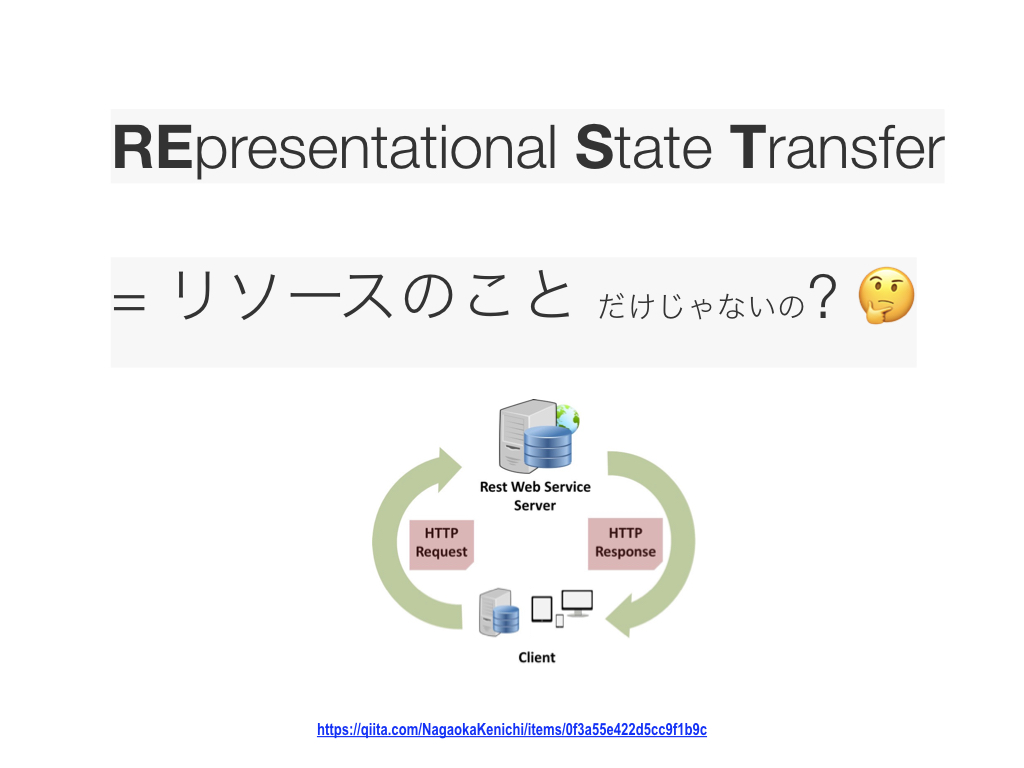 REpresentational State Transfer
= リソースのこと だけじゃないの? 🤔
Rest Web Service
Server
HTTP
Request
HTTP
Response
Client
https://qiita.com/NagaokaKenichi/items/0f3a55e422d5cc9f1b9c